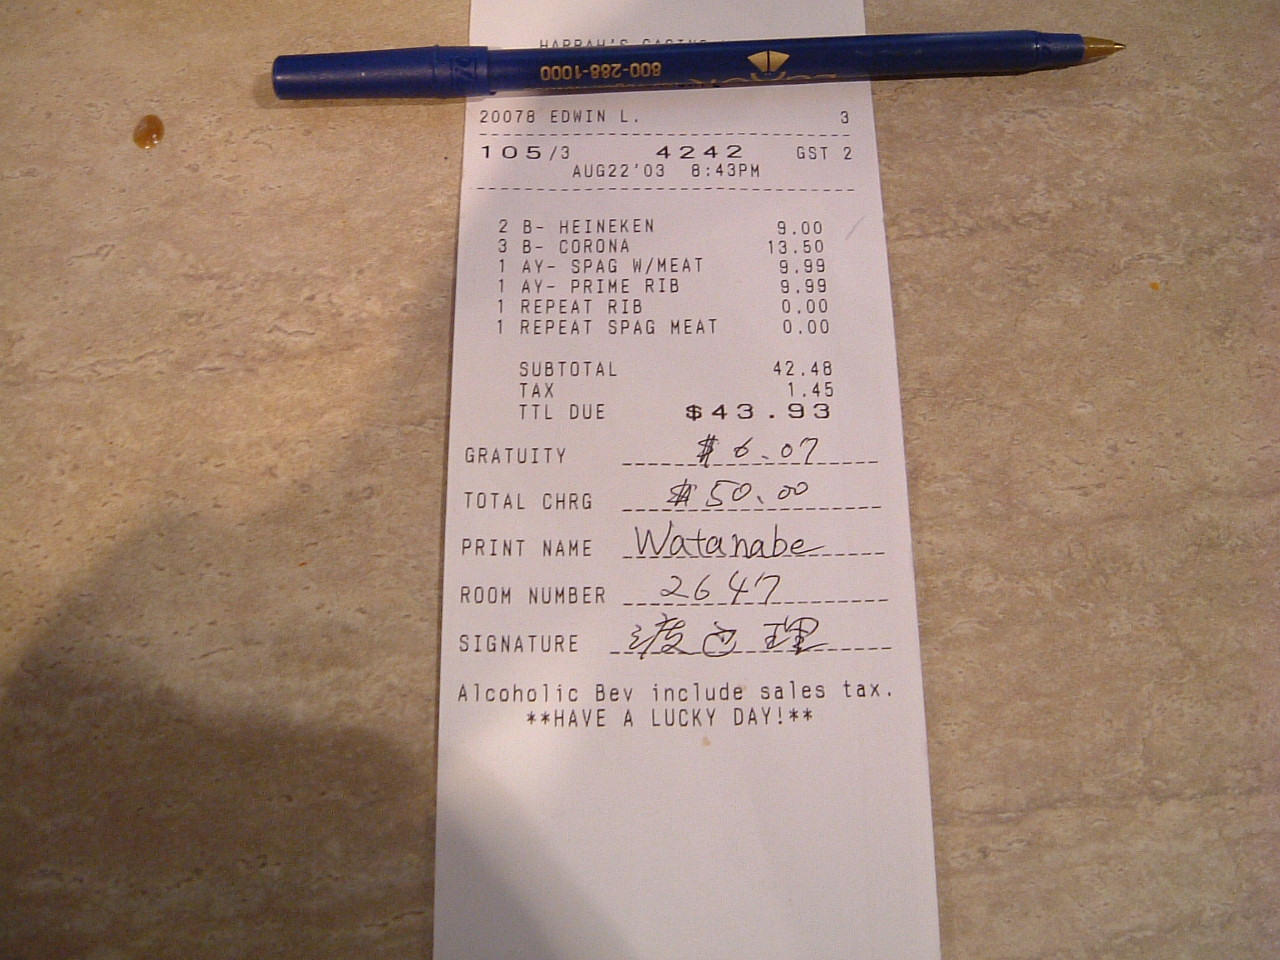 HARRAH'S CASINO
800-288-1000
20078 EDWIN L. 3
105/3 4242 GST 2
AUG22'03 8:43PM
2 B- HEINEKEN 9.00
3 B- CORONA 13.50
1 AY- SPAG W/MEAT 9.99
1 AY- PRIME RIB 9.99
1 REPEAT RIB 0.00
1 REPEAT SPAG MEAT 0.00
SUBTOTAL 42.48
TAX 1.45
TTL DUE $43.93
GRATUITY $6.07
TOTAL CHRG $50.00
PRINT NAME Watanabe
ROOM NUMBER 2647
SIGNATURE 渡 理
Alcoholic Bev include sales tax.
**HAVE A LUCKY DAY!**